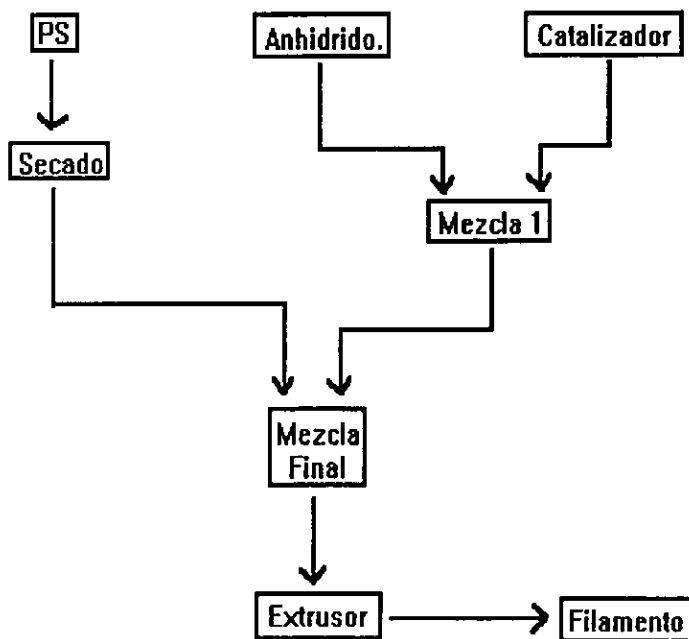 PS
Anhidrido.
Catalizador
Secado
Mezcla 1
Mezcla
Final
Extrusor
Filamento